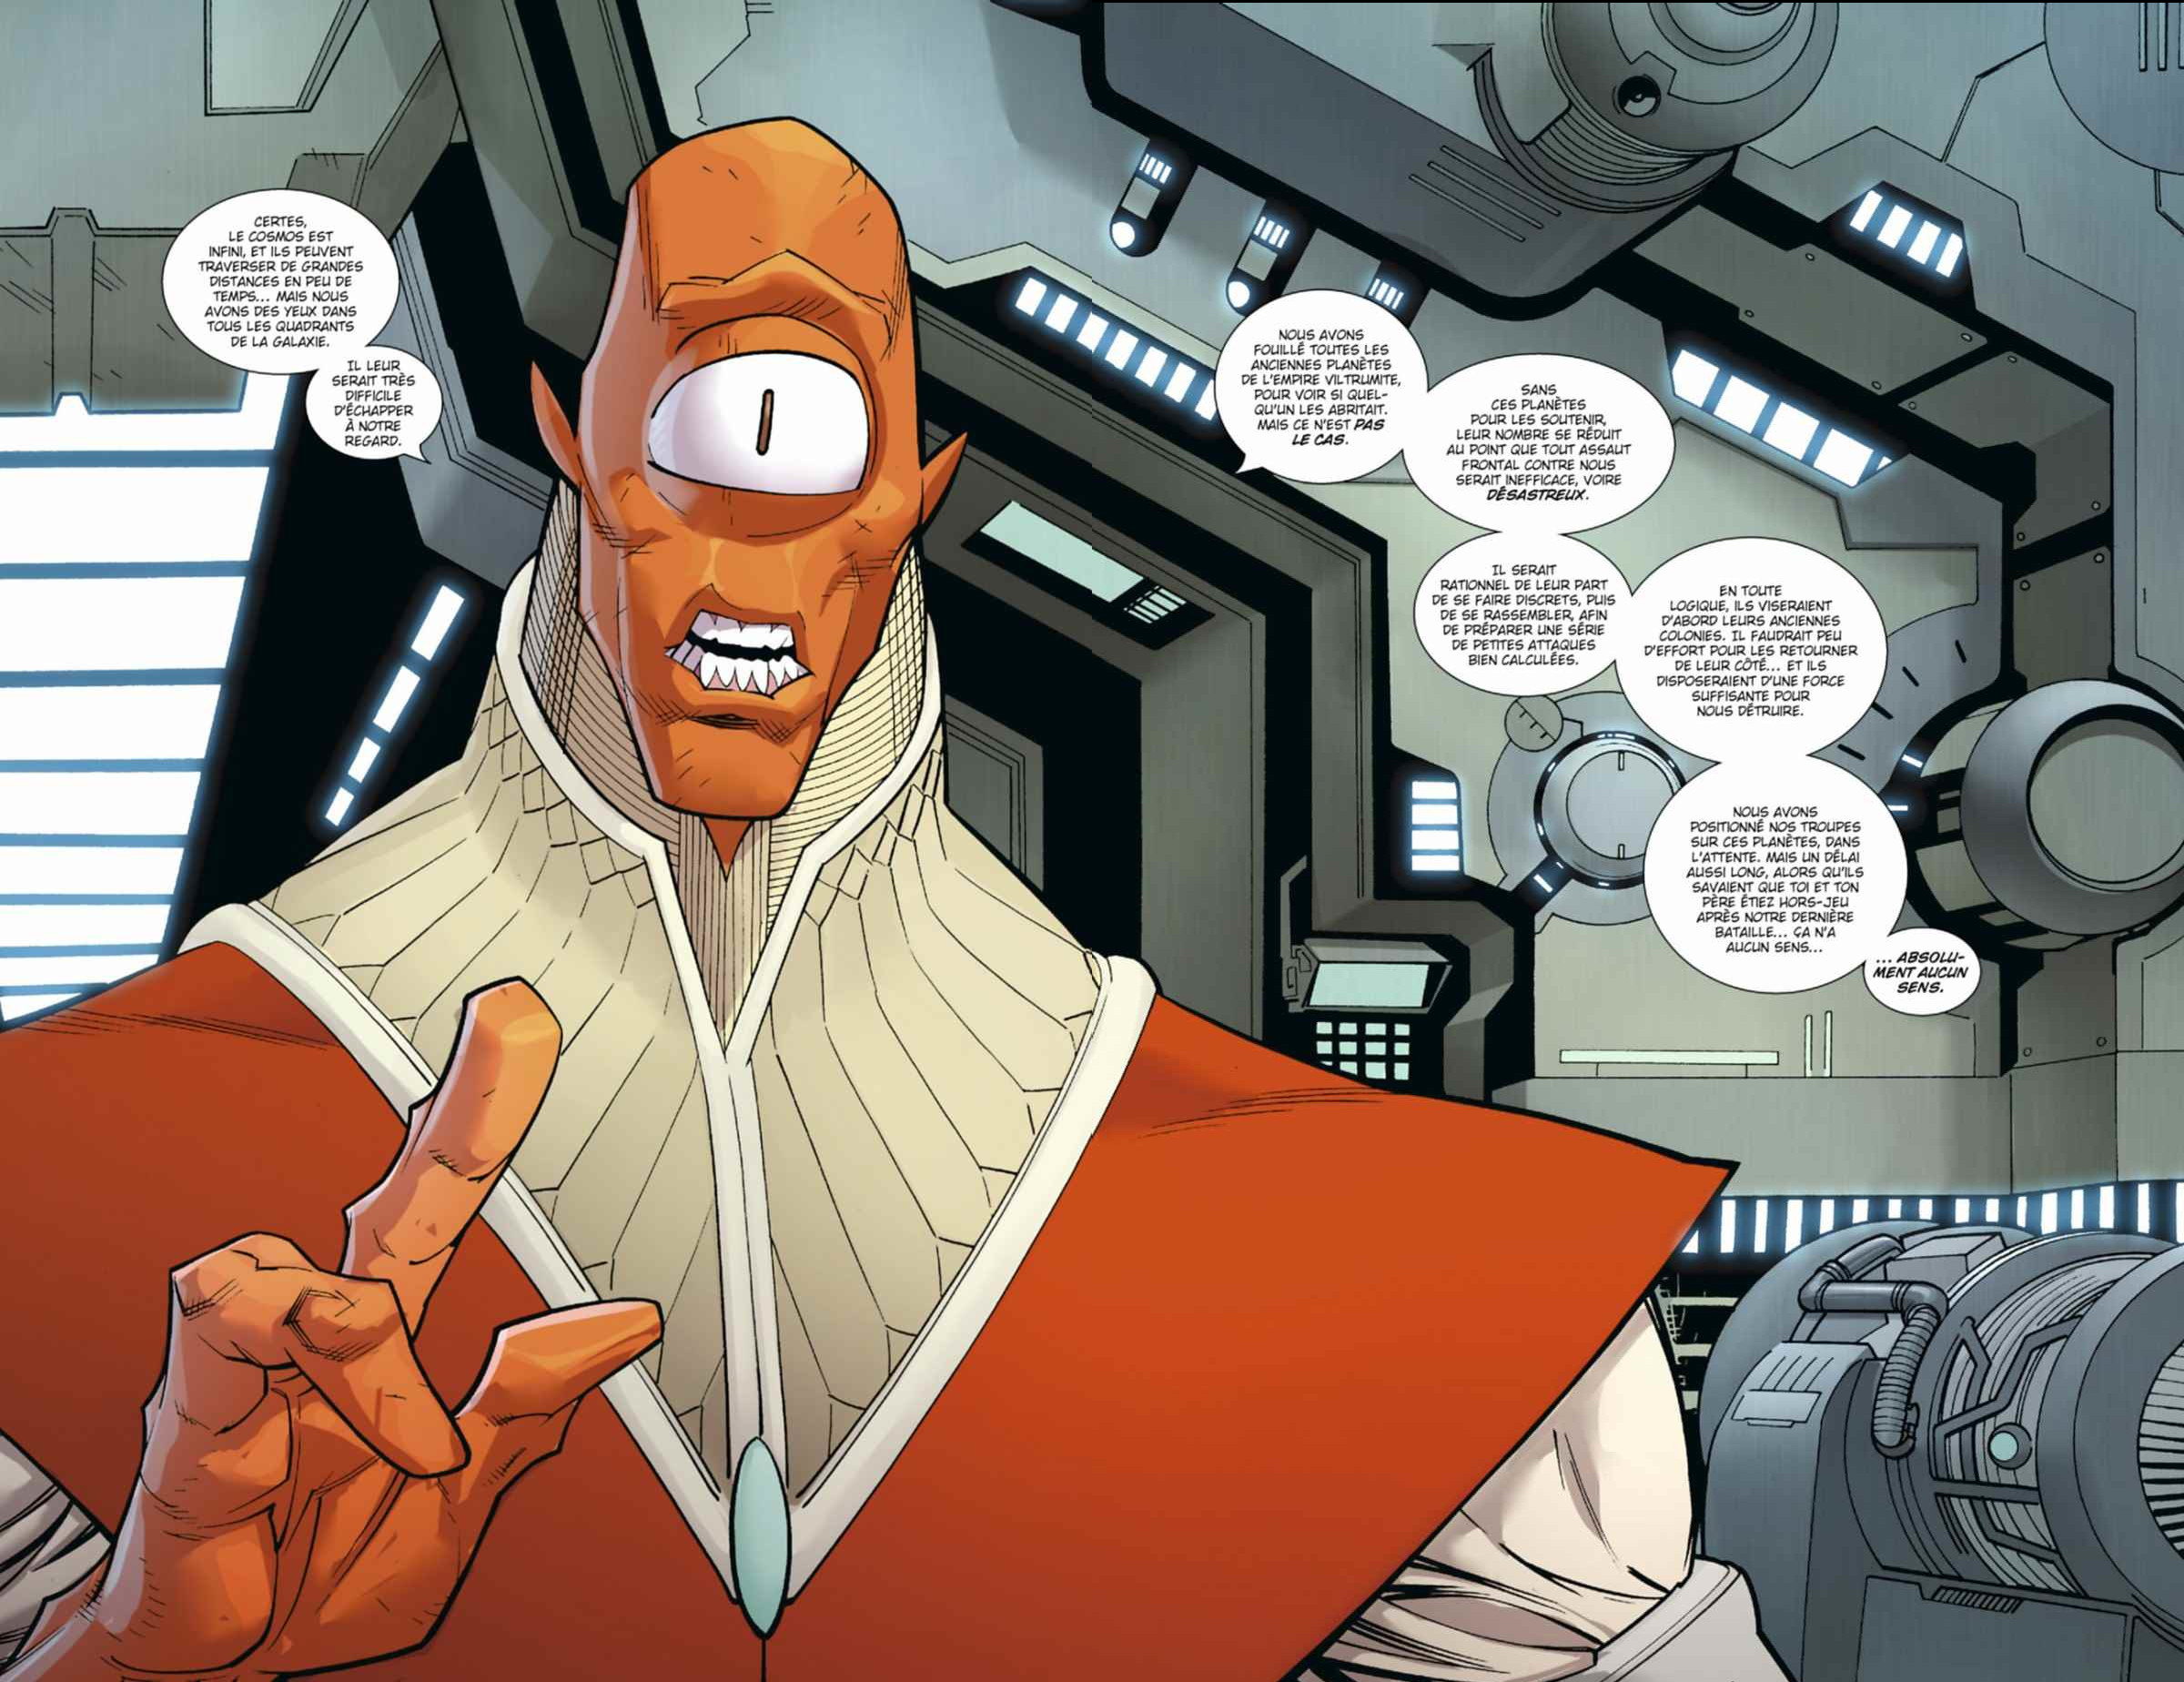 CERTES,
LE COSMOS EST
INFINI, ET ILS PEUVENT
TRAVERSER DE GRANDES
DISTANCES EN PEU DE
TEMPS... MAIS NOUS
AVONS DES YEUX DANS
TOUS LES QUADRANTS
DE LA GALAXIE.
IL LEUR
SERAIT TRÈS
DIFFICILE
D'ÉCHAPPER
À NOTRE
REGARD.
NOUS AVONS
FOUILLÉ TOUTES LES
ANCIENNES PLANÈTES
DE L'EMPIRE VILTRUMITE,
POUR VOIR SI QUEL-
QU'UN LES ABRITAIT.
MAIS CE N'EST PAS
LE CAS.
SANS
CES PLANÈTES
POUR LES SOUTENIR,
LEUR NOMBRE SE RÉDUIT
AU POINT QUE TOUT ASSAUT
FRONTAL CONTRE NOUS
SERAIT INEFFICACE, VOIRE
DÉSASTREUX.
IL SERAIT
RATIONNEL DE LEUR PART
DE SE FAIRE DISCRETS, PUIS
DE SE RASSEMBLER, AFIN
DE PRÉPARER UNE SÉRIE
DE PETITES ATTAQUES
BIEN CALCULÉES.
EN TOUTE
LOGIQUE, ILS VISERAIENT
D'ABORD LEURS ANCIENNES
COLONIES. IL FAUDRAIT PEU
D'EFFORT POUR LES RETOURNER
DE LEUR CÔTÉ... ET ILS
DISPOSERAIENT D'UNE FORCE
SUFFISANTE POUR
NOUS DÉTRUIRE.
NOUS AVONS
POSITIONNÉ NOS TROUPES
SUR CES PLANÈTES, DANS
L'ATTENTE. MAIS UN DÉLAI
AUSSI LONG, ALORS QU'ILS
SAVAIENT QUE TOI ET TON
PÈRE ÉTIEZ HORS-JEU
APRÈS NOTRE DERNIÈRE
BATAILLE... ÇA N'A
AUCUN SENS...
... ABSOLU-
MENT AUCUN
SENS.